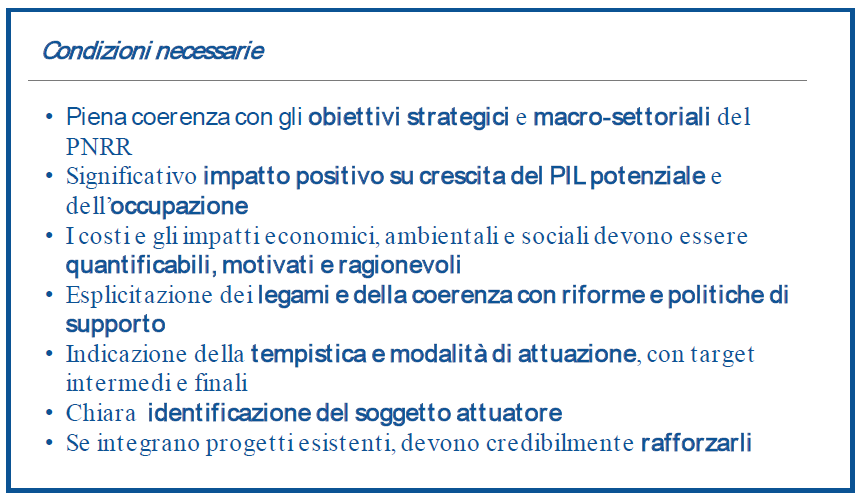 Condizioni necessarie
• Piena coerenza con gli obiettivi strategici e macro-settoriali del
PNRR
• Significativo impatto positivo su crescita del PIL potenziale e
dell’occupazione
• I costi e gli impatti economici, ambientali e sociali devono essere
quantificabili, motivati e ragionevoli
• Esplicitazione dei legami e della coerenza con riforme e politiche di
supporto
• Indicazione della tempistica e modalità di attuazione, con target
intermedi e finali
• Chiara identificazione del soggetto attuatore
• Se integrano progetti esistenti, devono credibilmente rafforzarli